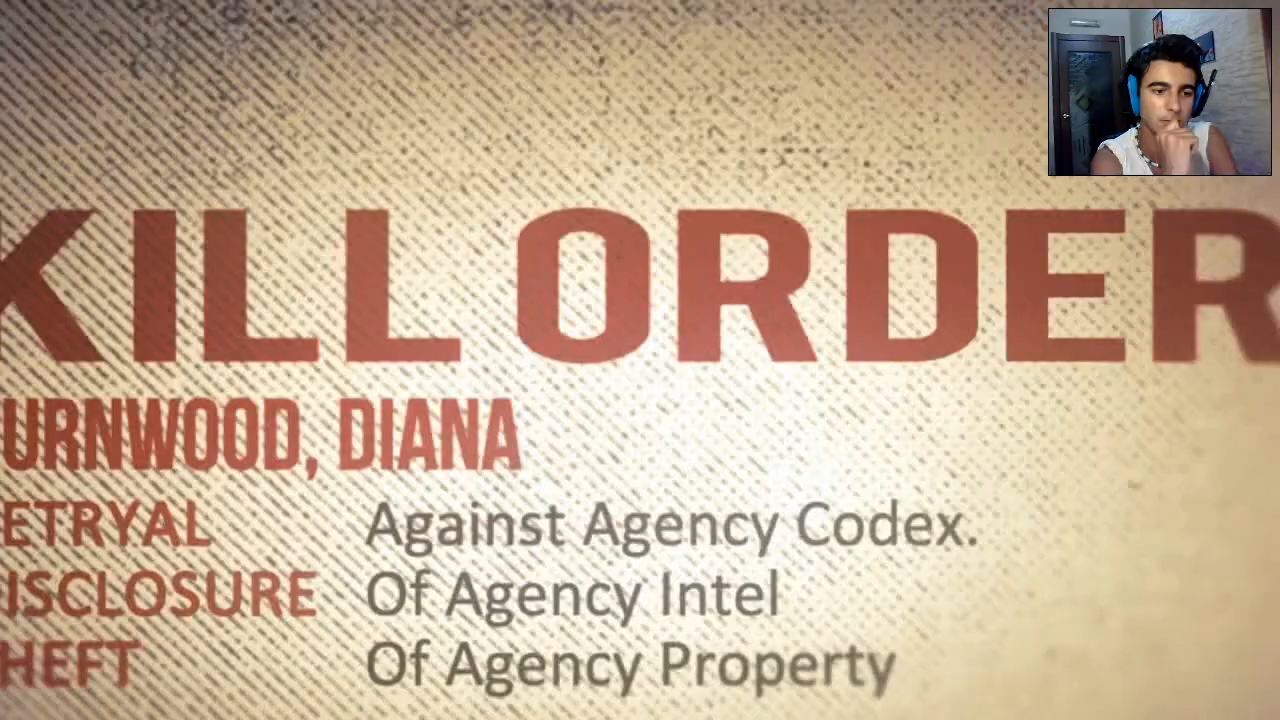 KILL ORDER
URNWOOD, DIANA
ETRYAL Against Agency Codex.
ISCLOSURE Of Agency Intel
HEFT Of Agency Property